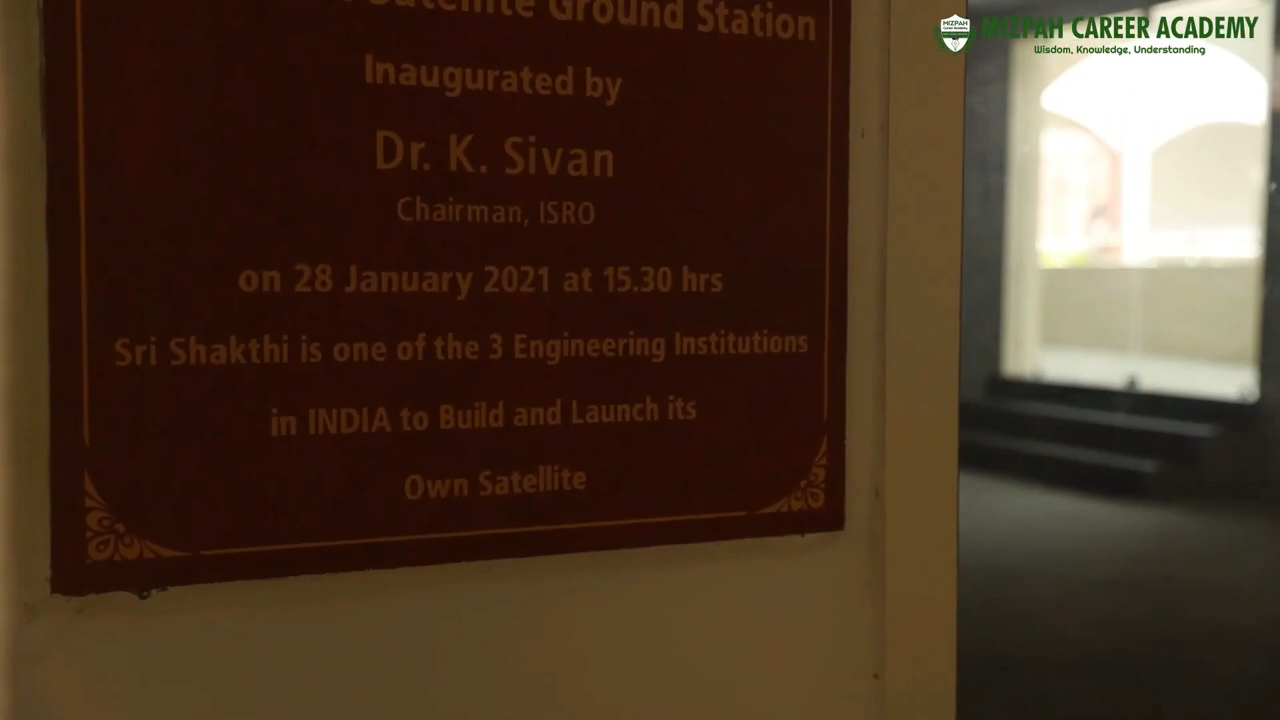 Satellite Ground Station
Inaugurated by
Dr. K. Sivan
Chairman, ISRO
on 28 January 2021 at 15.30 hrs
Sri Shakthi is one of the 3 Engineering Institutions
in INDIA to Build and Launch its
Own Satellite
MIZPAH
MIZPAH CAREER ACADEMY
Wisdom, Knowledge, Understanding